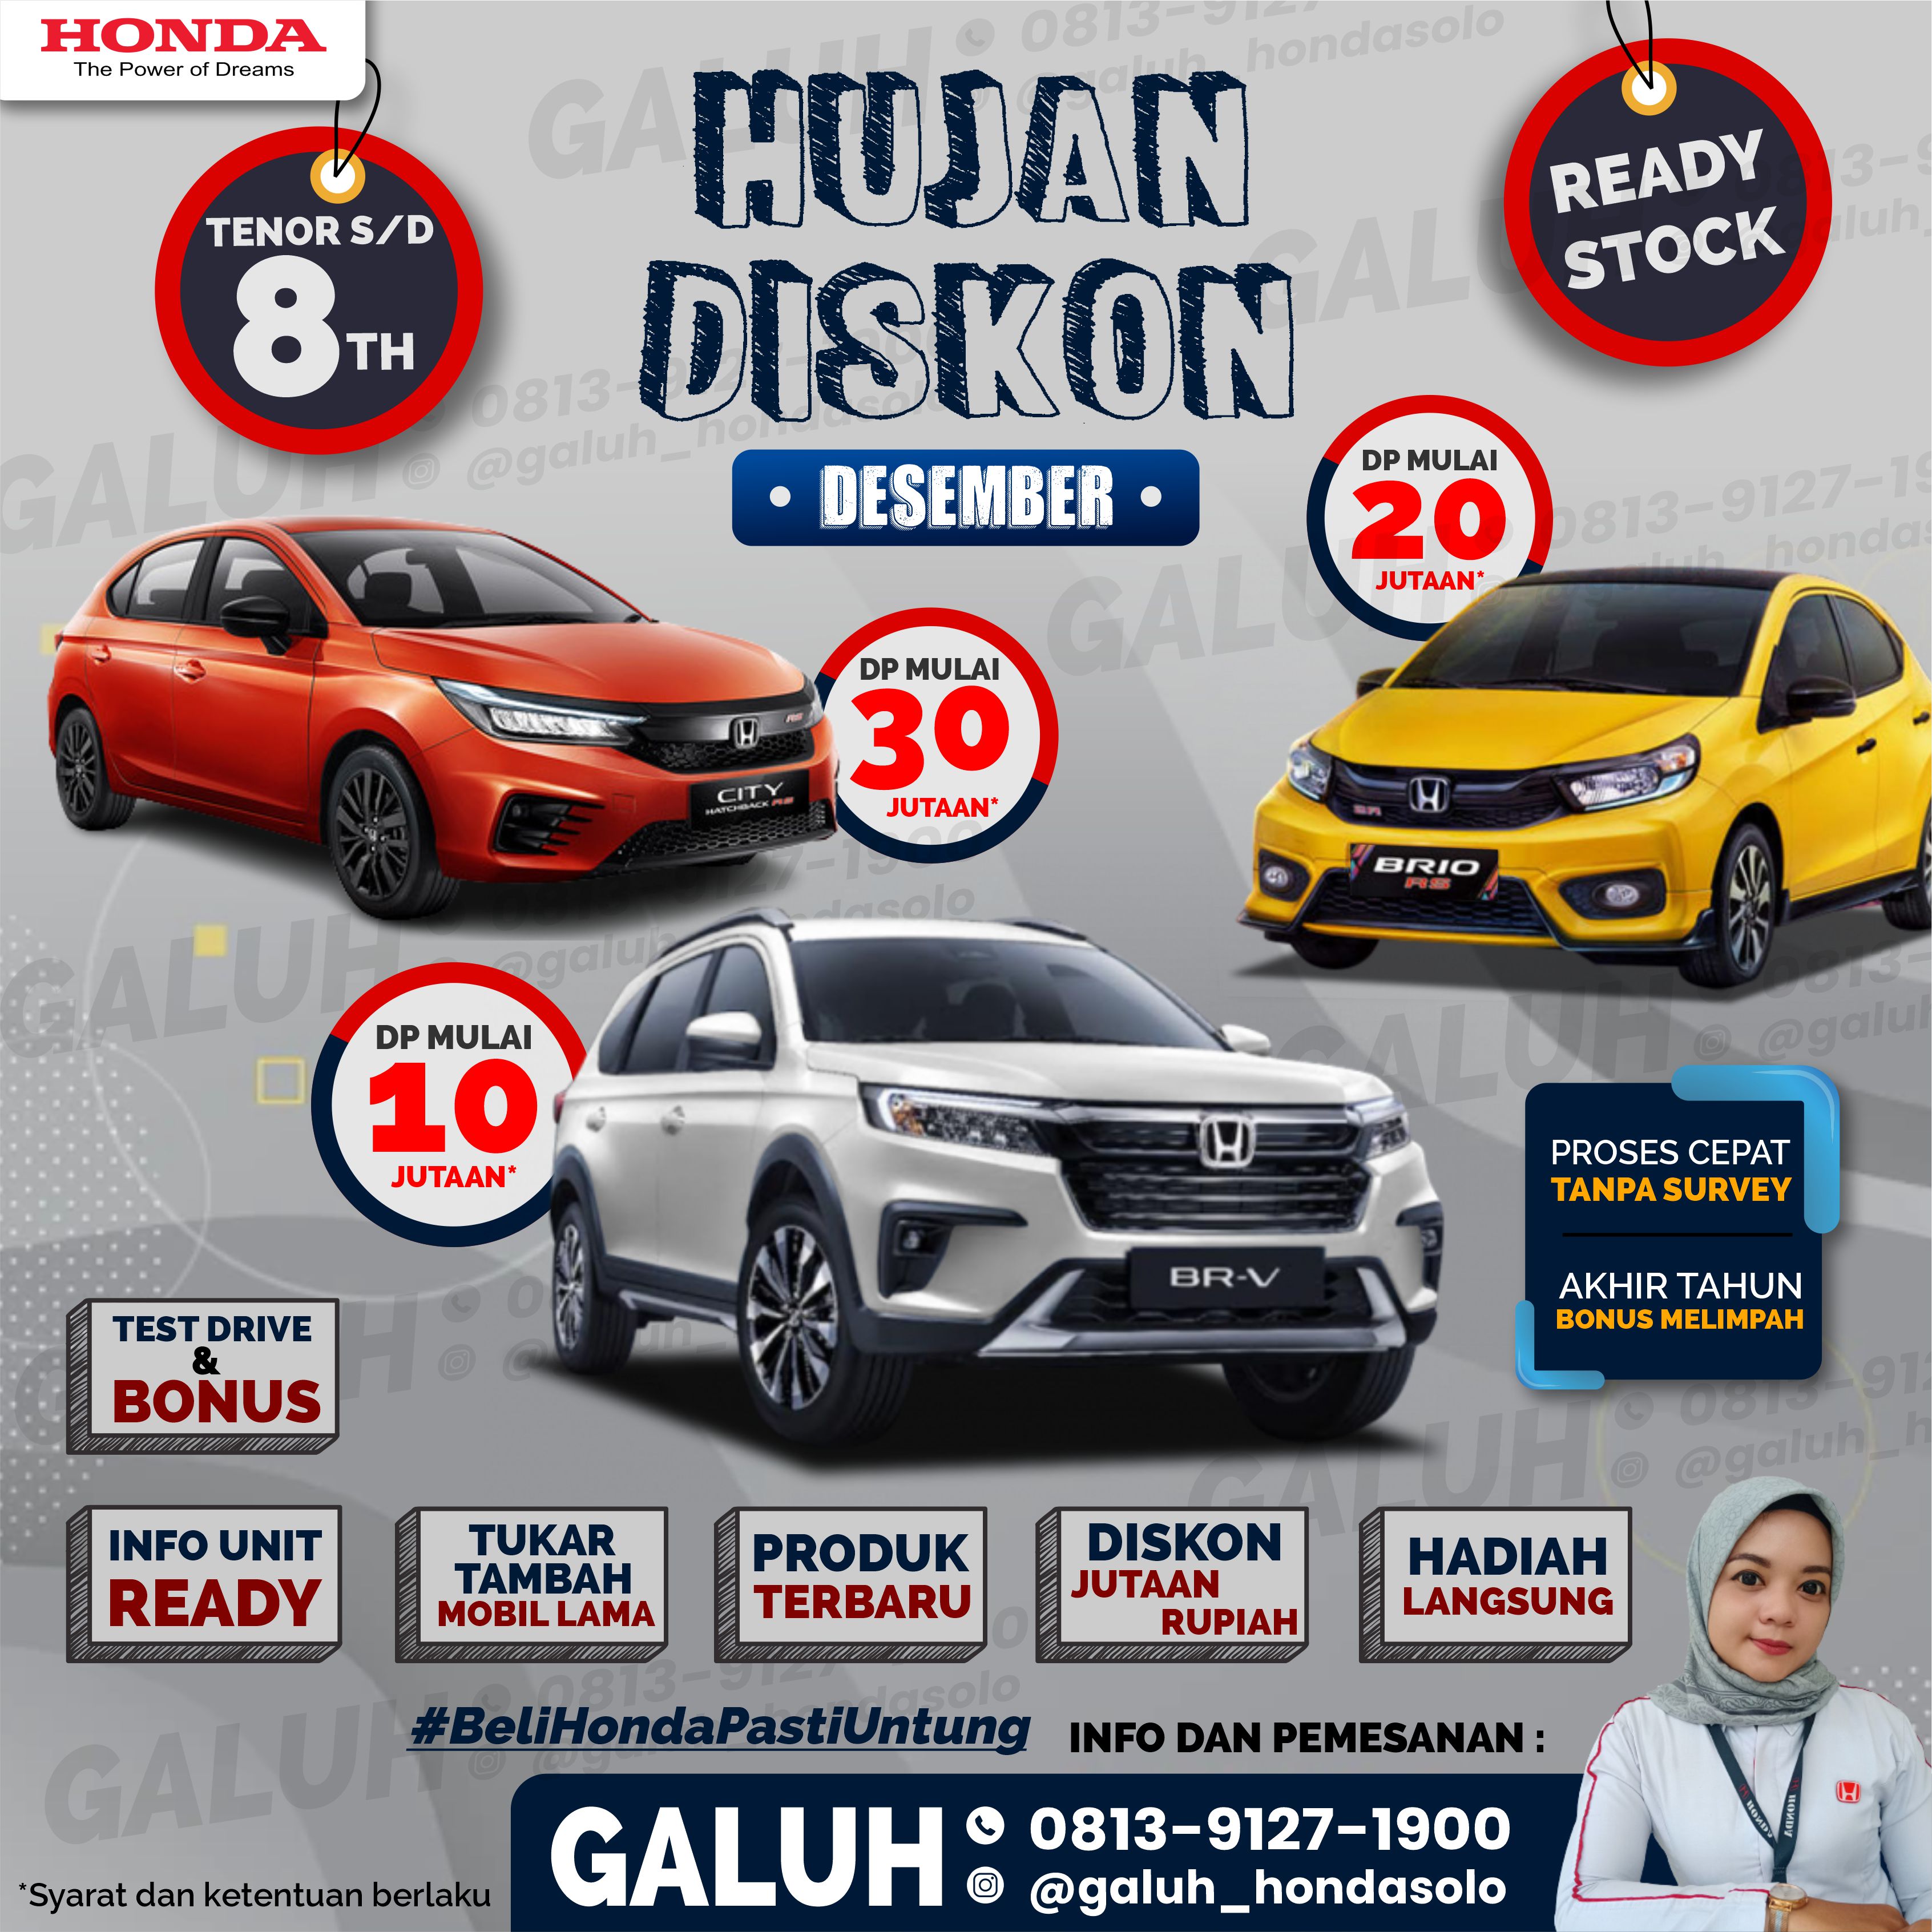 HONDA
The Power of Dreams
TENOR S/D
8 TH
HUJAN
DISKON
• DESEMBER •
READY
STOCK
DP MULAI
20
JUTAAN*
DP MULAI
30
JUTAAN*
CITY
HATCHBACK RS
BRIO
RS
DP MULAI
10
JUTAAN*
BR-V
PROSES CEPAT
TANPA SURVEY
AKHIR TAHUN
BONUS MELIMPAH
TEST DRIVE
&
BONUS
INFO UNIT
READY
TUKAR
TAMBAH
MOBIL LAMA
PRODUK
TERBARU
DISKON
JUTAAN
RUPIAH
HADIAH
LANGSUNG
#BeliHondaPastiUntung
INFO DAN PEMESANAN :
GALUH
0813-9127-1900
@galuh_hondasolo
*Syarat dan ketentuan berlaku